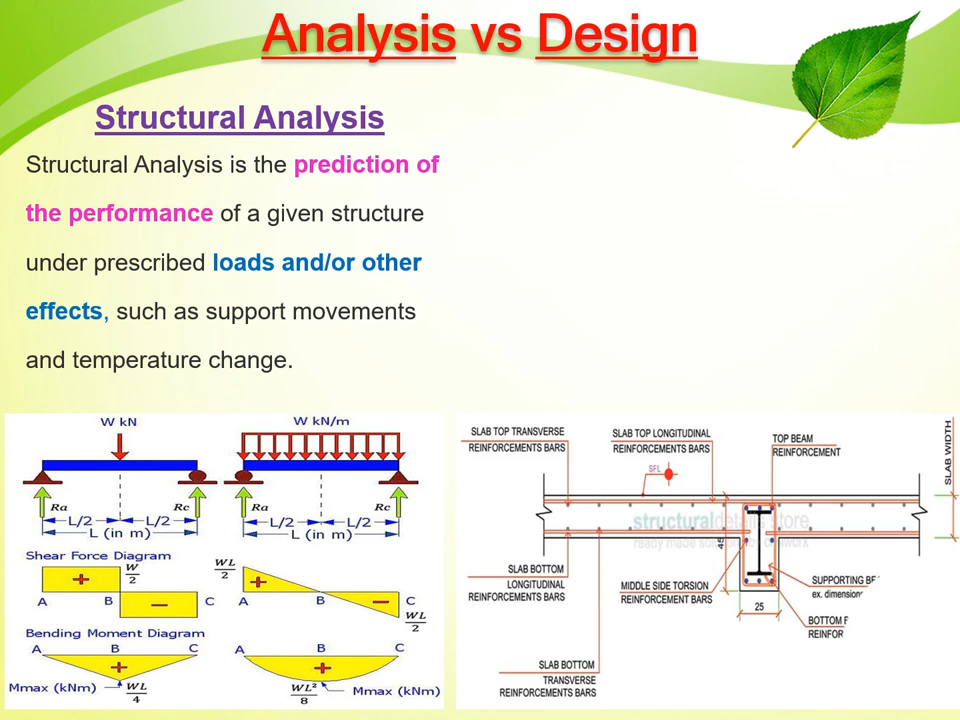 Analysis vs Design
Structural Analysis
Structural Analysis is the prediction of
the performance of a given structure
under prescribed loads and/or other
effects, such as support movements
and temperature change.
W kN
Ra
Rc
L/2
L/2
L (in m)
Shear Force Diagram
+
W
2
A
B
C
−
Bending Moment Diagram
A
B
C
+
Mmax (kNm)
WL
4
W kN/m
Ra
Rc
L/2
L/2
L (in m)
WL
2
+
A
B
C
−
WL
2
A
B
C
+
WL²
8
Mmax (kNm)
SLAB TOP TRANSVERSE
REINFORCEMENTS BARS
SLAB TOP LONGITUDINAL
REINFORCEMENTS BARS
TOP BEAM
REINFORCEMENT
SLAB WIDTH
SFL
structuraldetails store
45
SLAB BOTTOM
LONGITUDINAL
REINFORCEMENTS BARS
MIDDLE SIDE TORSION
REINFORCEMENT BARS
SUPPORTING BE
ex. dimension
25
BOTTOM
REINFOR
SLAB BOTTOM
TRANSVERSE
REINFORCEMENTS BARS